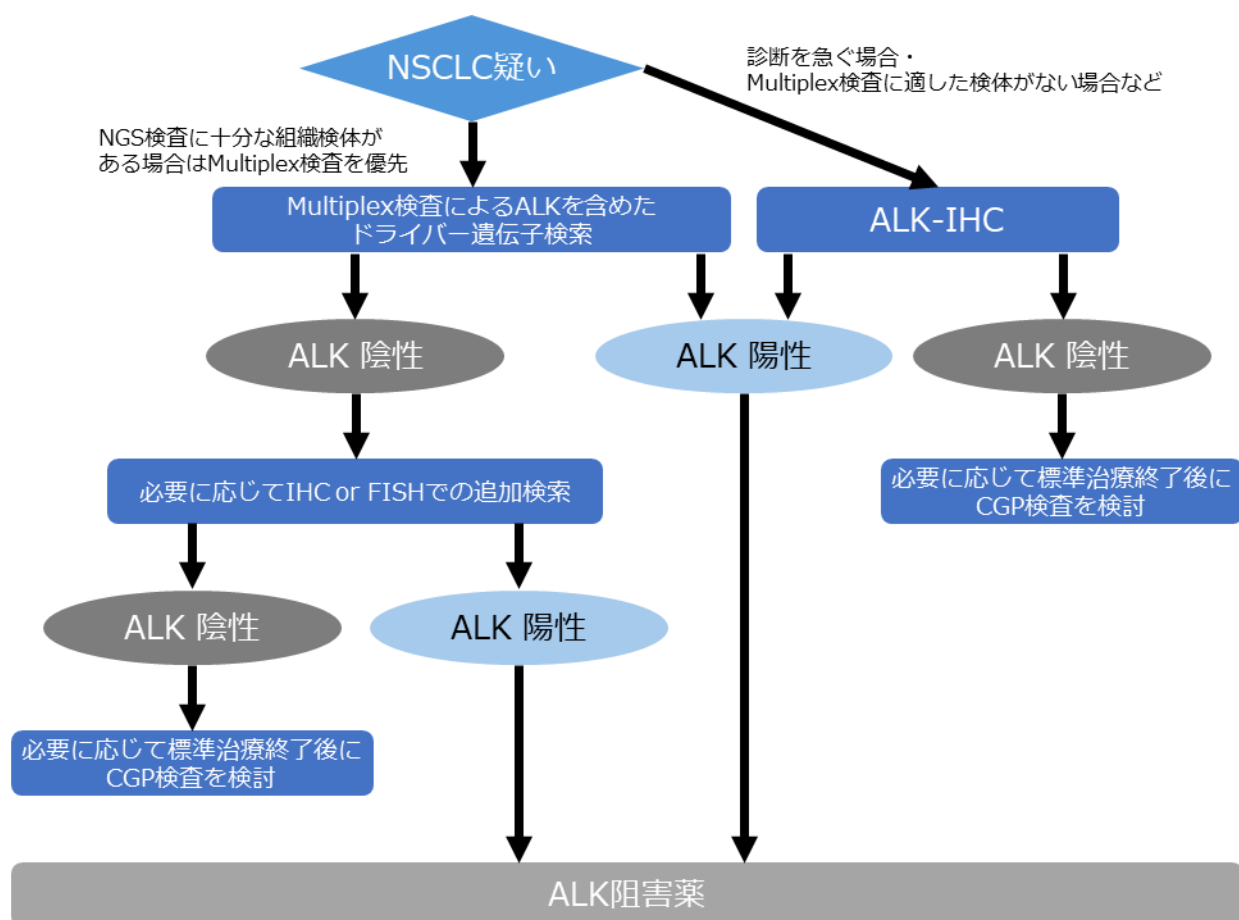 NSCLC疑い
診断を急ぐ場合・
Multiplex検査に適した検体がない場合など
NGS検査に十分な組織検体が
ある場合はMultiplex検査を優先
Multiplex検査によるALKを含めた
ドライバー遺伝子検索
ALK-IHC
ALK 陰性
ALK 陽性
ALK 陰性
必要に応じてIHC or FISHでの追加検索
必要に応じて標準治療終了後に
CGP検査を検討
ALK 陰性
ALK 陽性
必要に応じて標準治療終了後に
CGP検査を検討
ALK阻害薬